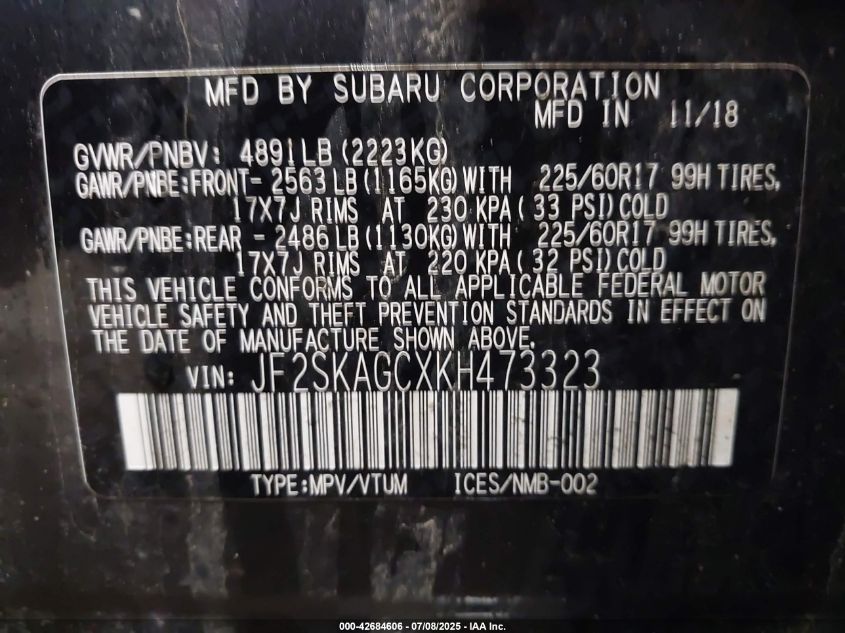 MFD BY SUBARU CORPORATION
MFD IN 11/18
GVWR/PNBV: 4891LB (2223KG)
GAWR/PNBE:FRONT- 2563 LB (1165KG) WITH 225/60R17 99H TIRES,
17X7J RIMS AT 230 KPA( 33 PSI) COLD
GAWR/PNBE:REAR - 2486 LB (1130KG) WITH 225/60R17 99H TIRES,
17X7J RIMS AT 220 KPA( 32 PSI) COLD
THIS VEHICLE CONFORMS TO ALL APPLICABLE FEDERAL MOTOR
VEHICLE SAFETY AND THEFT PREVENTION STANDARDS IN EFFECT ON
THE DATE OF MANUFACTURE SHOWN ABOVE.
VIN: JF2SKAGCXKH473323
TYPE:MPV/VTUM ICES/NMB-002
000-42684606 - 07/08/2025 - IAA Inc.